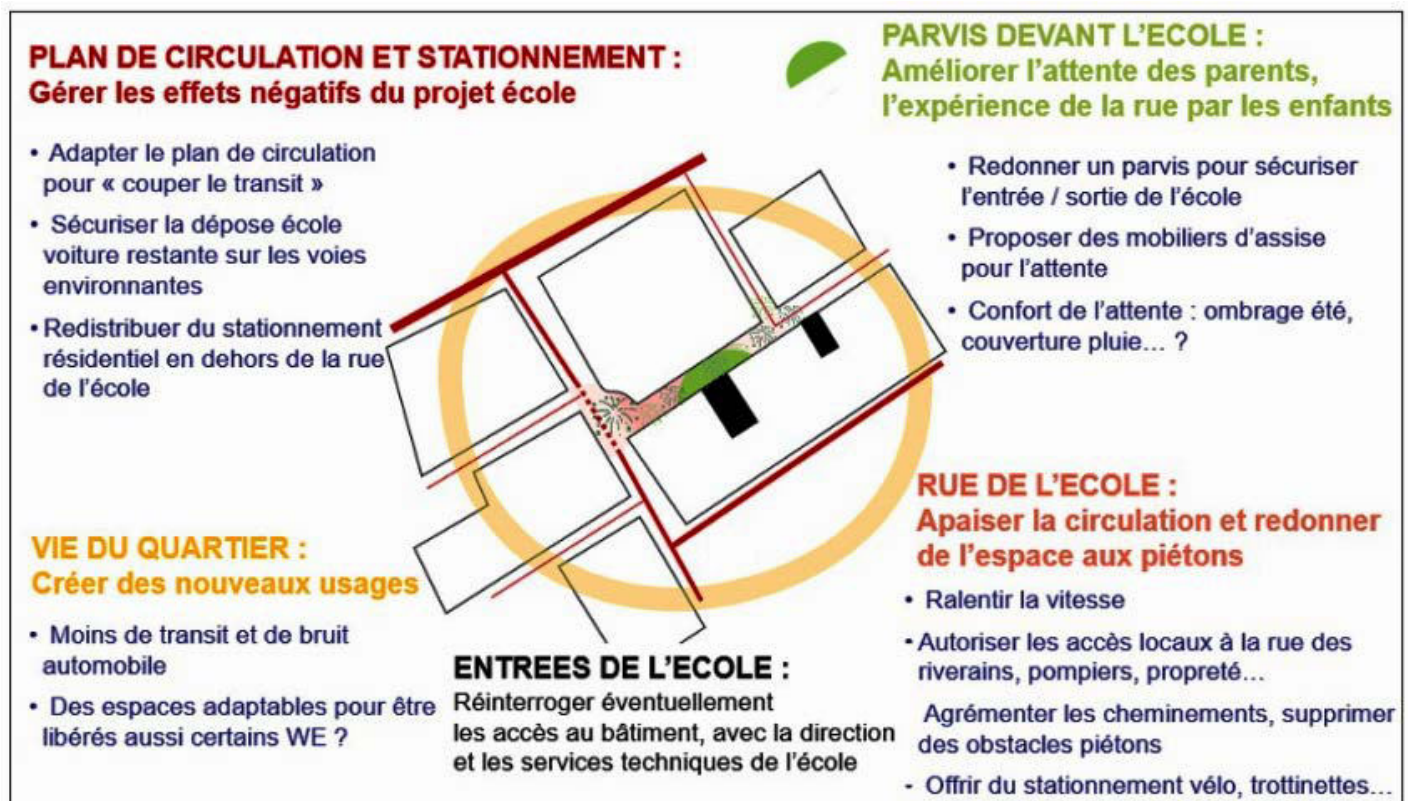 PLAN DE CIRCULATION ET STATIONNEMENT :
Gérer les effets négatifs du projet école
• Adapter le plan de circulation
pour « couper le transit »
• Sécuriser la dépose école
voiture restante sur les voies
environnantes
• Redistribuer du stationnement
résidentiel en dehors de la rue
de l'école
PARVIS DEVANT L'ECOLE :
Améliorer l'attente des parents,
l'expérience de la rue par les enfants
• Redonner un parvis pour sécuriser
l'entrée / sortie de l'école
• Proposer des mobiliers d'assise
pour l'attente
• Confort de l'attente : ombrage été,
couverture pluie... ?
VIE DU QUARTIER :
Créer des nouveaux usages
• Moins de transit et de bruit
automobile
• Des espaces adaptables pour être
libérés aussi certains WE ?
ENTREES DE L'ECOLE :
Réinterroger éventuellement
les accès au bâtiment, avec la direction
et les services techniques de l'école
RUE DE L'ECOLE :
Apaiser la circulation et redonner
de l'espace aux piétons
• Ralentir la vitesse
• Autoriser les accès locaux à la rue des
riverains, pompiers, propreté...
Agrémenter les cheminements, supprimer
des obstacles piétons
- Offrir du stationnement vélo, trottinettes...